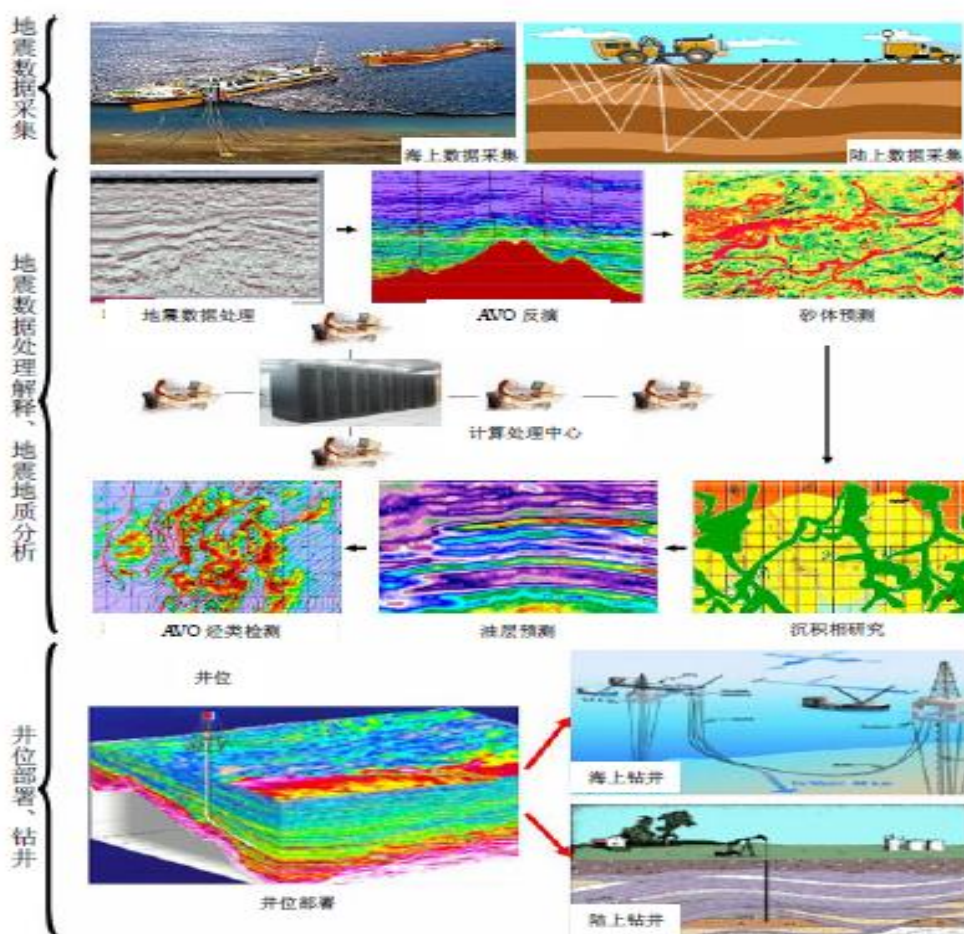 地震数据采集
海上数据采集
陆上数据采集
地震数据处理解释、地震地质分析
地震数据处理
AVO 反演
砂体预测
计算处理中心
AVO 烃类检测
油层预测
沉积相研究
井位部署、钻井
井位
海上钻井
井位部署
陆上钻井